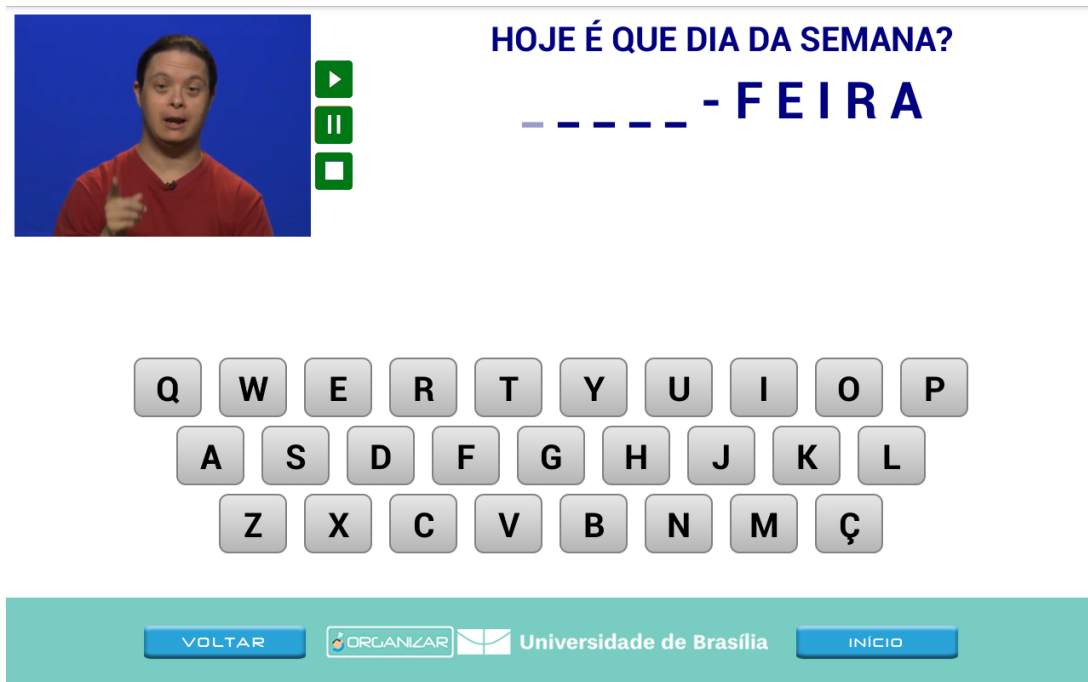 HOJE É QUE DIA DA SEMANA?
_ _ _ _ _ - F E I R A
Q W E R T Y U I O P
A S D F G H J K L
Z X C V B N M Ç
VOLTAR ORGANIZAR Universidade de Brasília INÍCIO